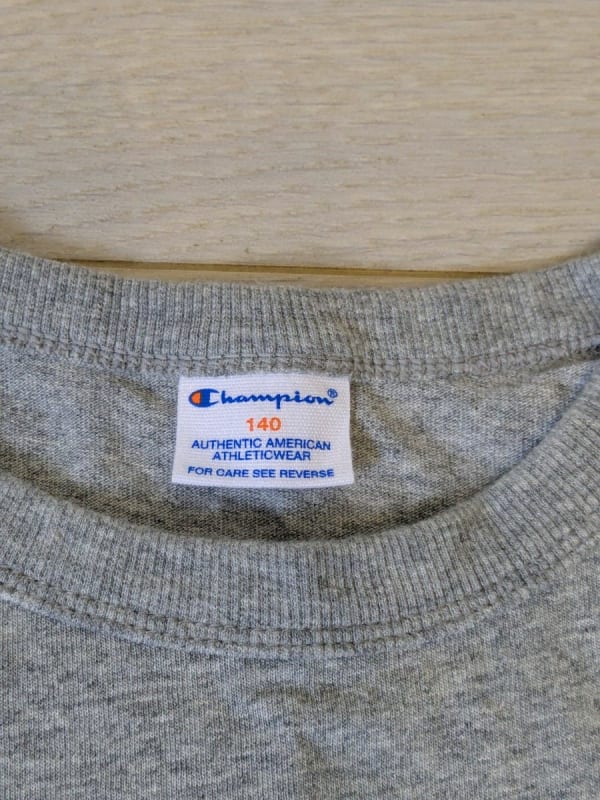 Champion®
140
AUTHENTIC AMERICAN
ATHLETICWEAR
FOR CARE SEE REVERSE